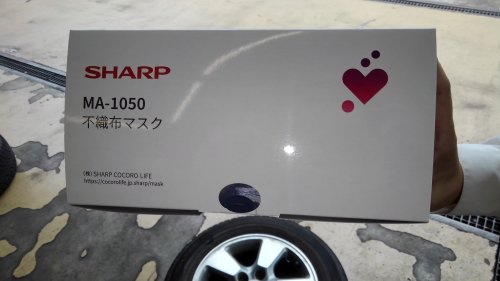 SHARP
MA-1050
不織布マスク
(株) SHARP COCORO LIFE
https://cocorolife.jp.sharp/mask